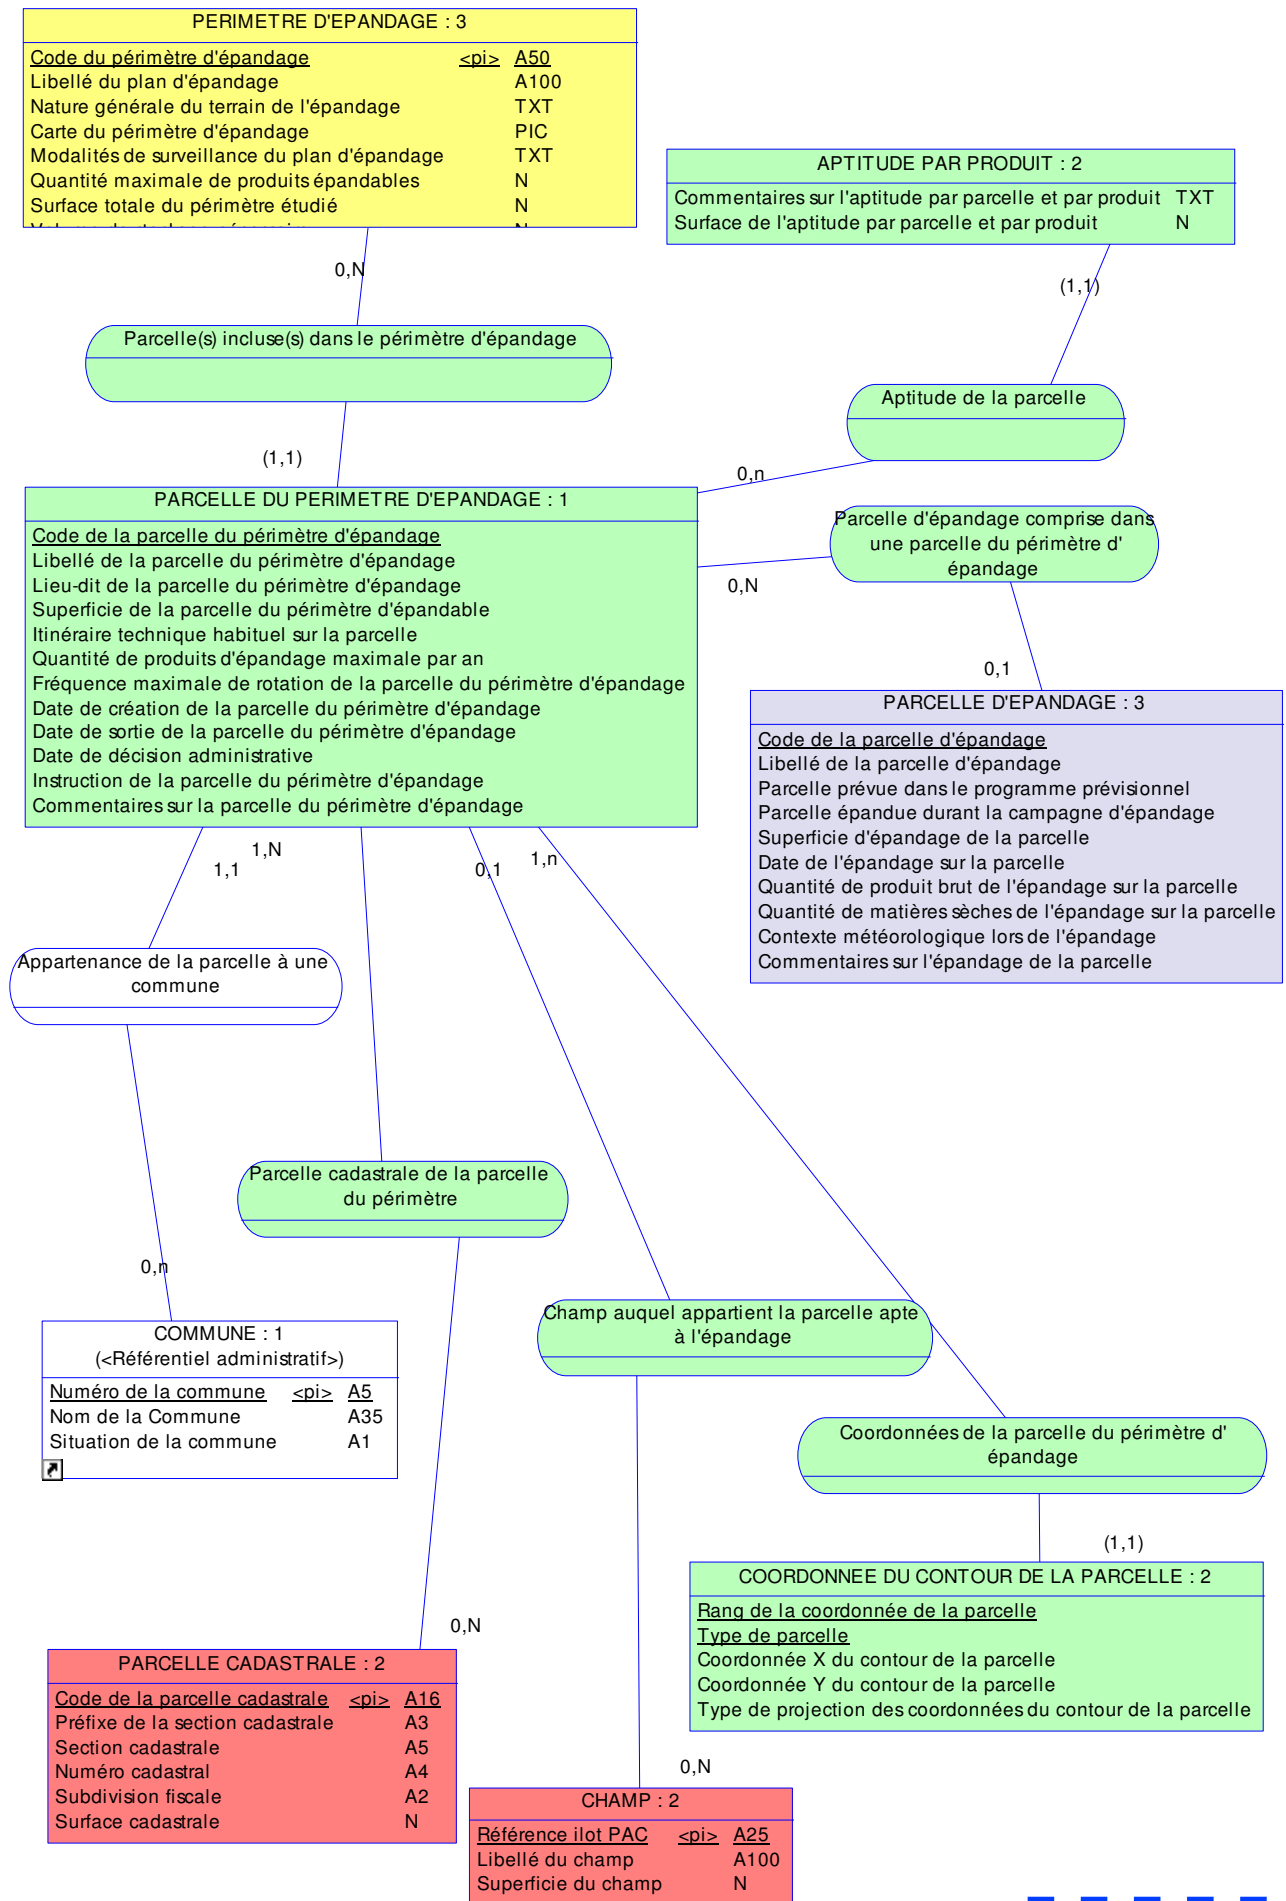 PERIMETRE D'EPANDAGE : 3
Code du périmètre d'épandage <pi> A50
Libellé du plan d'épandage A100
Nature générale du terrain de l'épandage TXT
Carte du périmètre d'épandage PIC
Modalités de surveillance du plan d'épandage TXT
Quantité maximale de produits épandables N
Surface totale du périmètre étudié N
APTITUDE PAR PRODUIT : 2
Commentaires sur l'aptitude par parcelle et par produit TXT
Surface de l'aptitude par parcelle et par produit N
0,N
(1,1)
Parcelle(s) incluse(s) dans le périmètre d'épandage
Aptitude de la parcelle
(1,1)
0,n
PARCELLE DU PERIMETRE D'EPANDAGE : 1
Code de la parcelle du périmètre d'épandage
Libellé de la parcelle du périmètre d'épandage
Lieu-dit de la parcelle du périmètre d'épandage
Superficie de la parcelle du périmètre d'épandable
Itinéraire technique habituel sur la parcelle
Quantité de produits d'épandage maximale par an
Fréquence maximale de rotation de la parcelle du périmètre d'épandage
Date de création de la parcelle du périmètre d'épandage
Date de sortie de la parcelle du périmètre d'épandage
Date de décision administrative
Instruction de la parcelle du périmètre d'épandage
Commentaires sur la parcelle du périmètre d'épandage
Parcelle d'épandage comprise dans
une parcelle du périmètre d'
épandage
0,N
0,1
PARCELLE D'EPANDAGE : 3
Code de la parcelle d'épandage
Libellé de la parcelle d'épandage
Parcelle prévue dans le programme prévisionnel
Parcelle épandue durant la campagne d'épandage
Superficie d'épandage de la parcelle
Date de l'épandage sur la parcelle
Quantité de produit brut de l'épandage sur la parcelle
Quantité de matières sèches de l'épandage sur la parcelle
Contexte météorologique lors de l'épandage
Commentaires sur l'épandage de la parcelle
1,1
1,N
0,1
1,n
Appartenance de la parcelle à une
commune
Parcelle cadastrale de la parcelle
du périmètre
0,n
Champ auquel appartient la parcelle apte
à l'épandage
COMMUNE : 1
(<Référentiel administratif>)
Numéro de la commune <pi> A5
Nom de la Commune A35
Situation de la commune A1
Coordonnées de la parcelle du périmètre d'
épandage
(1,1)
COORDONNEE DU CONTOUR DE LA PARCELLE : 2
Rang de la coordonnée de la parcelle
Type de parcelle
Coordonnée X du contour de la parcelle
Coordonnée Y du contour de la parcelle
Type de projection des coordonnées du contour de la parcelle
0,N
PARCELLE CADASTRALE : 2
Code de la parcelle cadastrale <pi> A16
Préfixe de la section cadastrale A3
Section cadastrale A5
Numéro cadastral A4
Subdivision fiscale A2
Surface cadastrale N
0,N
CHAMP : 2
Référence ilot PAC <pi> A25
Libellé du champ A100
Superficie du champ N